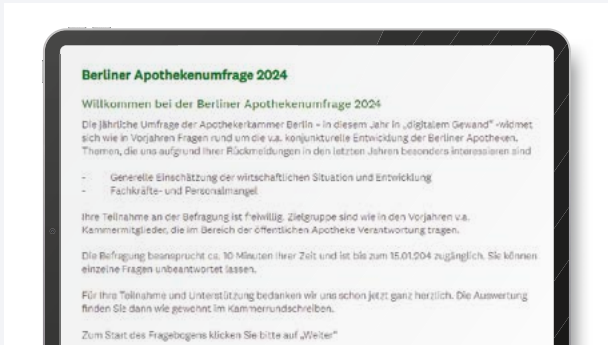 Berliner Apothekenumfrage 2024
Willkommen bei der Berliner Apothekenumfrage 2024
Die jährliche Umfrage der Apothekerkammer Berlin – in diesem Jahr in „digitalem Gewand“ -widmet
sich wie in Vorjahren Fragen rund um die v.a. konjunkturelle Entwicklung der Berliner Apotheken.
Themen, die uns aufgrund Ihrer Rückmeldungen in den letzten Jahren besonders interessieren sind
- Generelle Einschätzung der wirtschaftlichen Situation und Entwicklung
- Fachkräfte- und Personalmangel
Ihre Teilnahme an der Befragung ist freiwillig. Zielgruppe sind wie in den Vorjahren v.a.
Kammermitglieder, die im Bereich der öffentlichen Apotheke Verantwortung tragen.
Die Befragung beansprucht ca. 10 Minuten Ihrer Zeit und ist bis zum 15.01.204 zugänglich. Sie können
einzelne Fragen unbeantwortet lassen.
Für Ihre Teilnahme und Unterstützung bedanken wir uns schon jetzt ganz herzlich. Die Auswertung
finden Sie dann wie gewohnt im Kammerrundschreiben.
Zum Start des Fragebogens klicken Sie bitte auf „Weiter“